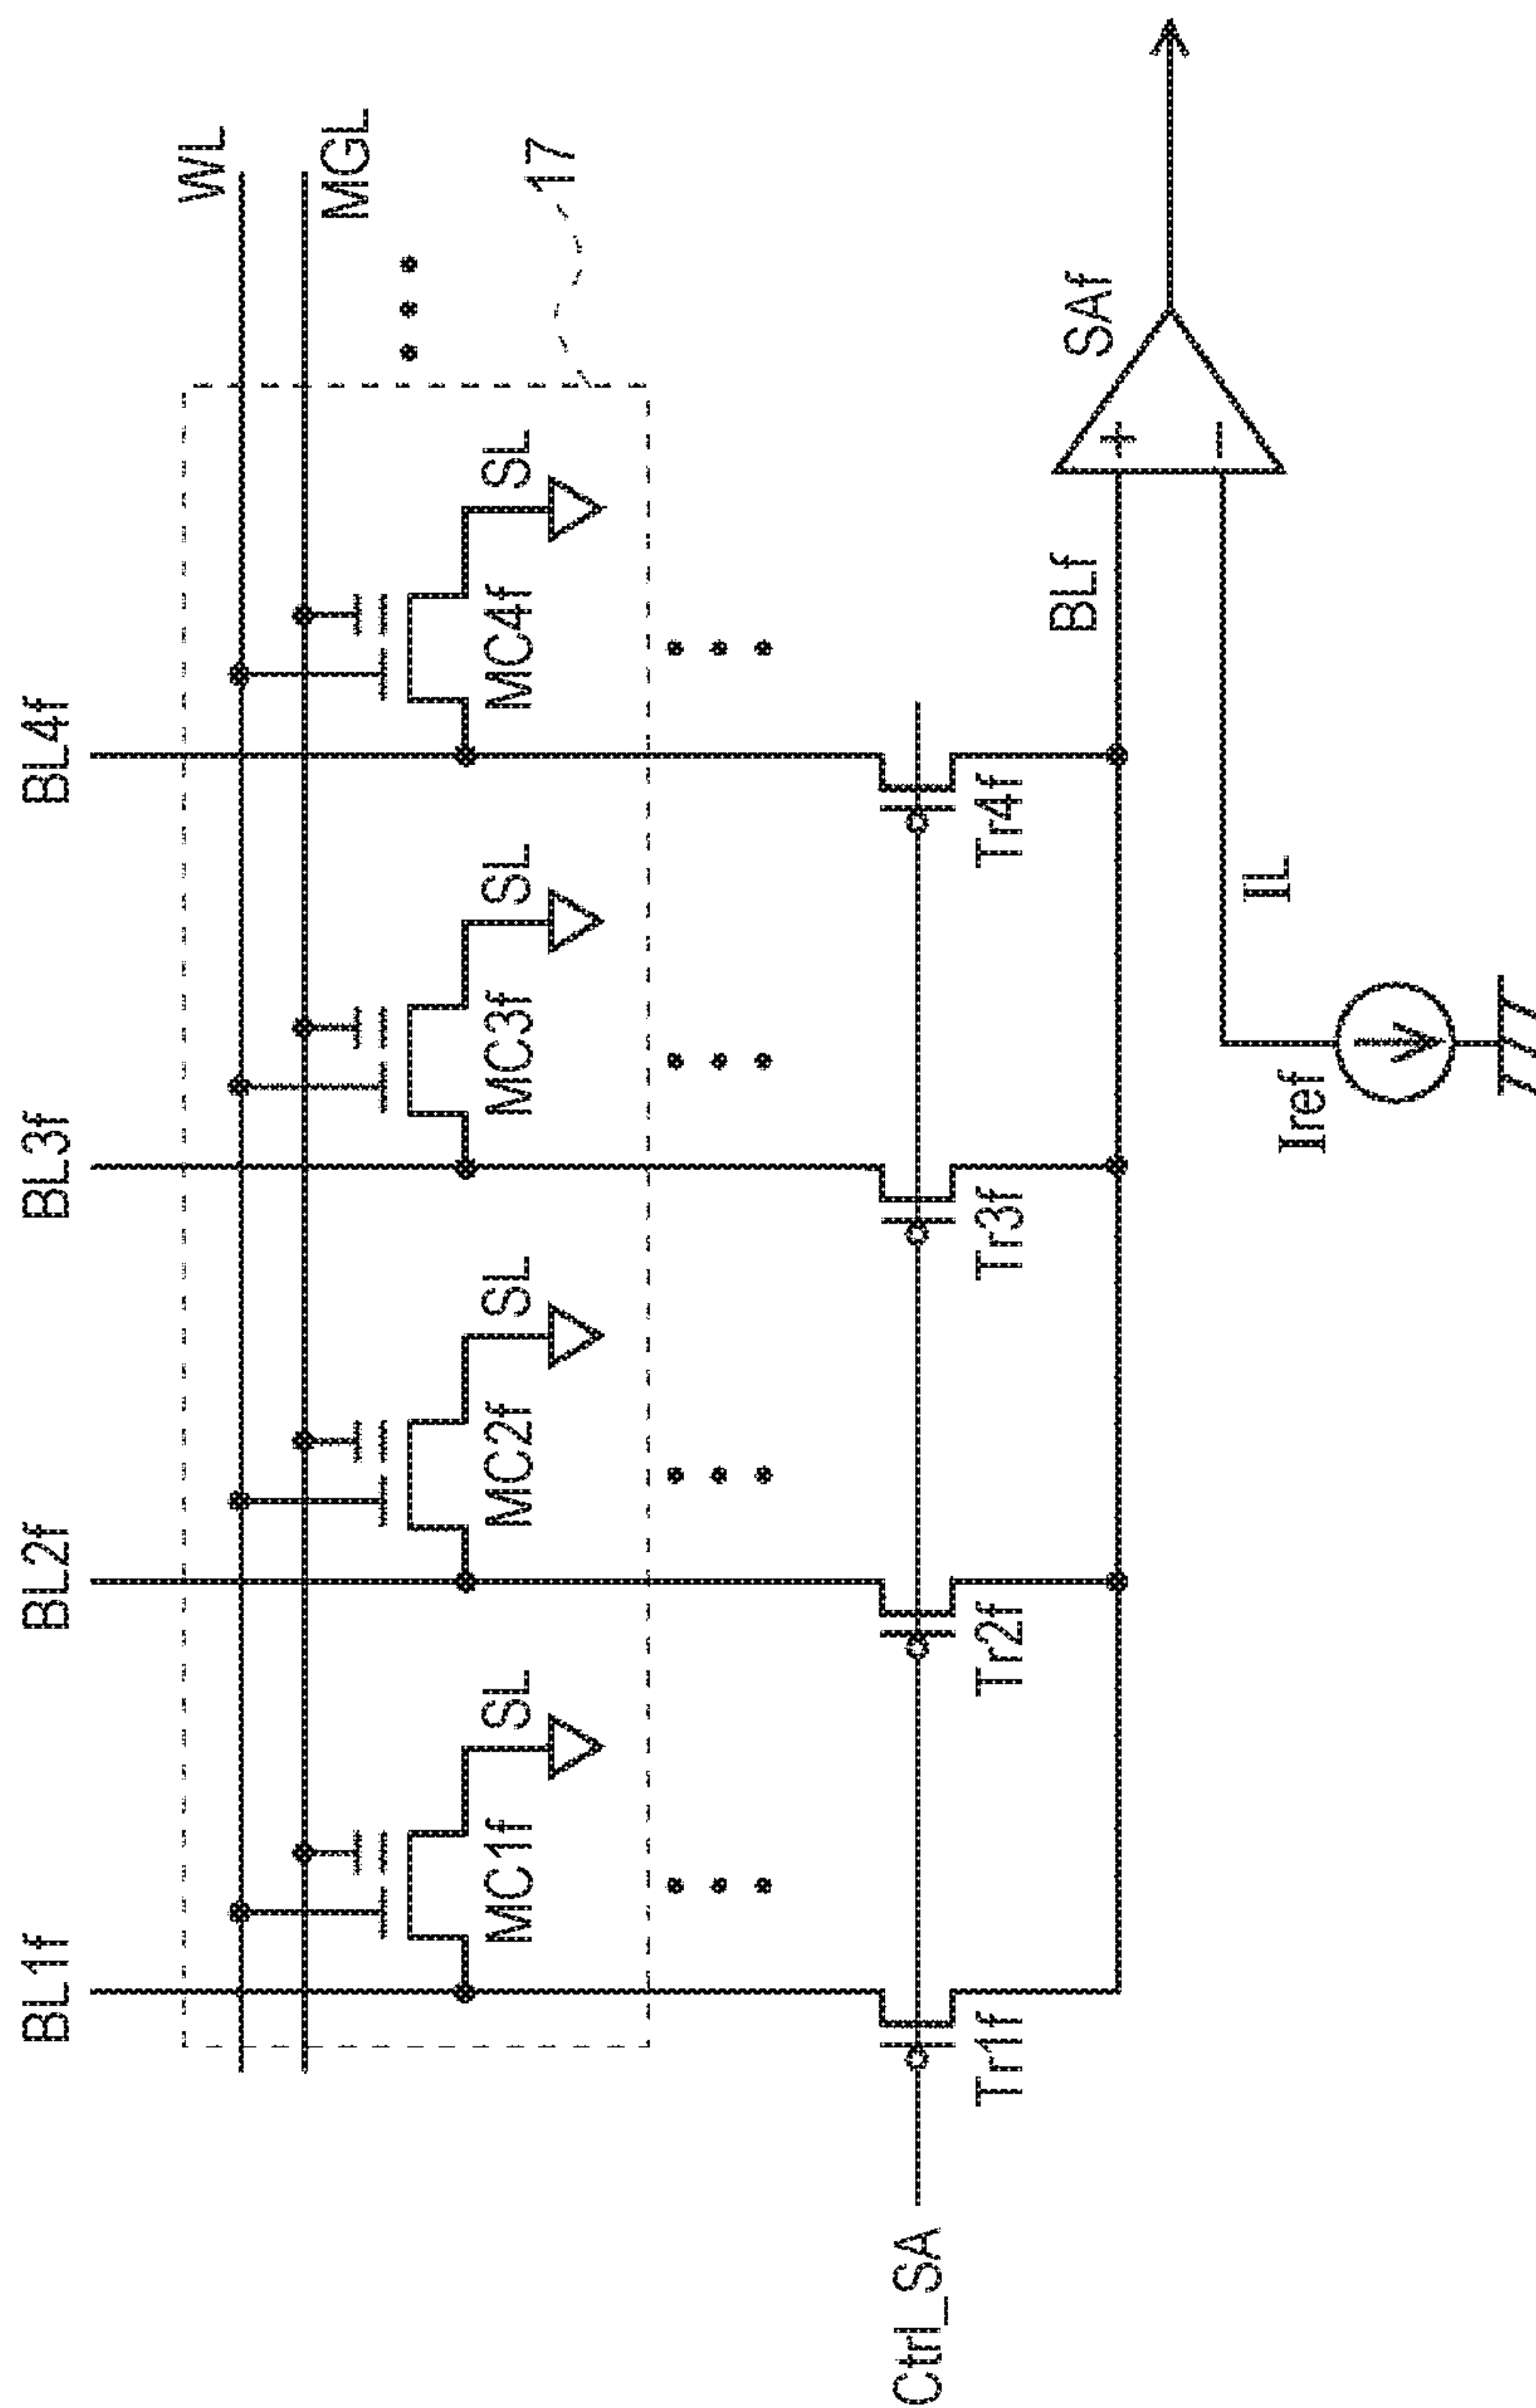 BL1f
BL2f
BL3f
BL4f
WL
MGL
MC1f
SL
MC2f
SL
MC3f
SL
MC4f
SL
17
Ctrl_SA
Tr1f
Tr2f
Tr3f
Tr4f
BLf
SAf
+
−
IL
Iref